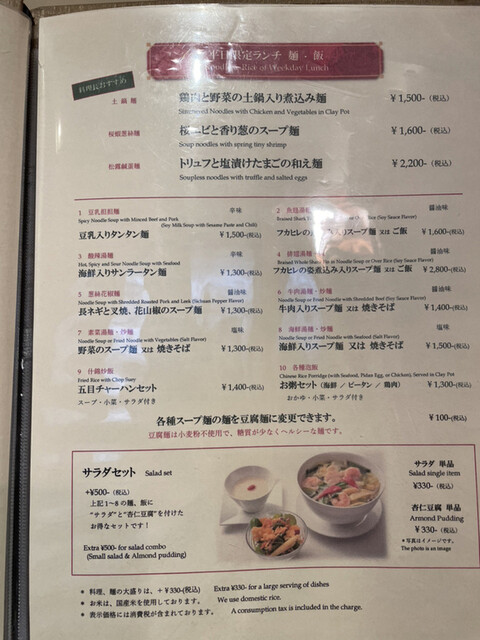 平日限定ランチ 麺・飯
Noodle & Rice of Weekday Lunch
料理長おすすめ
土鍋麺 鶏肉と野菜の土鍋入り煮込み麺 ¥1,500-(税込)
Simmered Noodles with Chicken and Vegetables in Clay Pot
桜蝦葱絲麺 桜エビと香り葱のスープ麺 ¥1,600-(税込)
Soup noodles with spring tiny shrimp
松露鹹蛋麺 トリュフと塩漬けたまごの和え麺 ¥2,200-(税込)
Soupless noodles with truffle and salted eggs
1 豆乳担担麺 辛味
Spicy Noodle Soup with Minced Beef and Pork
(Soy Milk Soup with Sesame Paste and Chili)
豆乳入りタンタン麺 ¥1,500-(税込)
2 醤油味
Rice (Soy Sauce Flavor)
フカヒレの スープ麺 又は ご飯 ¥1,600-(税込)
3 酸辣湯麺 辛味
Hot, Spicy and Sour Noodle Soup with Seafood
海鮮入りサンラータン麺 ¥1,300-(税込)
4 排翅湯麺 醤油味
Braised Whole Shark Fin in Noodle Soup or Over Rice (Soy Sauce Flavor)
フカヒレの姿煮込み入りスープ麺 又は ご飯 ¥2,800-(税込)
5 葱絲花椒麺 醤油味
Noodle Soup with Shredded Roasted Pork and Leek (Schuan Pepper Flavor)
長ネギと叉焼、花山椒のスープ麺 ¥1,300-(税込)
6 牛肉湯麺・炒麺 醤油味
Noodle Soup or Fried Noodle with Shredded Beef (Soy Sauce Flavor)
牛肉入りスープ麺 又は 焼きそば ¥1,400-(税込)
7 素菜湯麺・炒麺 塩味
Noodle Soup or Fried Noodle with Vegetables (Salt Flavor)
野菜のスープ麺 又は 焼きそば ¥1,300-(税込)
8 海鮮湯麺・炒麺 塩味
Noodle Soup or Fried Noodle with Seafood (Salt Flavor)
海鮮入りスープ麺 又は 焼きそば ¥1,500-(税込)
9 什錦炒飯
Fried Rice with Chop Suey
五目チャーハンセット ¥1,400-(税込)
スープ・小菜・サラダ付き
10 各種泡飯
Chinese Rice Porridge (with Seafood, Pidan Egg, or Chicken), Served in Clay Pot
お粥セット(海鮮 / ピータン / 鶏肉) ¥1,300-(税込)
おかゆ・小菜・サラダ付き
各種スープ麺の麺を豆腐麺に変更できます。 ¥100-(税込)
豆腐麺は小麦粉不使用で、糖質が少なくヘルシーな麺です。
サラダセット Salad set
+¥500-(税込)
上記1~8の麺、飯に
"サラダ"と"杏仁豆腐"を付けた
お得なセットです!
Extra ¥500- for salad combo
(Small salad & Almond pudding)
サラダ 単品
Salad single item
¥330-(税込)
杏仁豆腐 単品
Armond Pudding
¥330-(税込)
*写真はイメージです。
The photo is an image
* 料理、麺の大盛りは、+¥330-(税込) Extra ¥330- for a large serving of dishes
* お米は、国産米を使用しております。 We use domestic rice.
* 表示価格には消費税が含まれております。 A consumption tax is included in the charge.